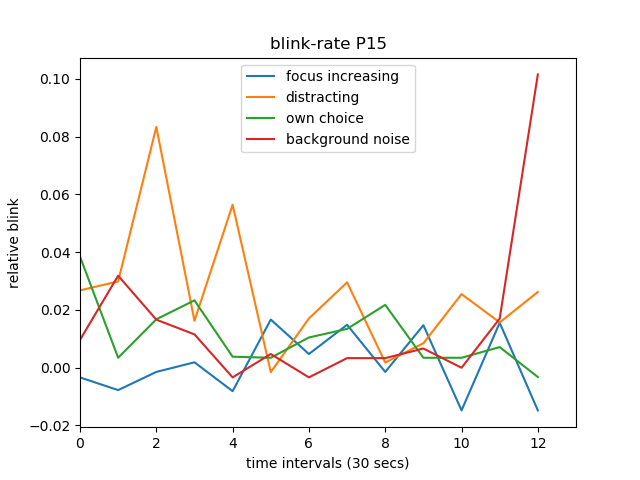 blink-rate P15
focus increasing
distracting
own choice
background noise
relative blink
0.10
0.08
0.06
0.04
0.02
0.00
−0.02
0 2 4 6 8 10 12
time intervals (30 secs)